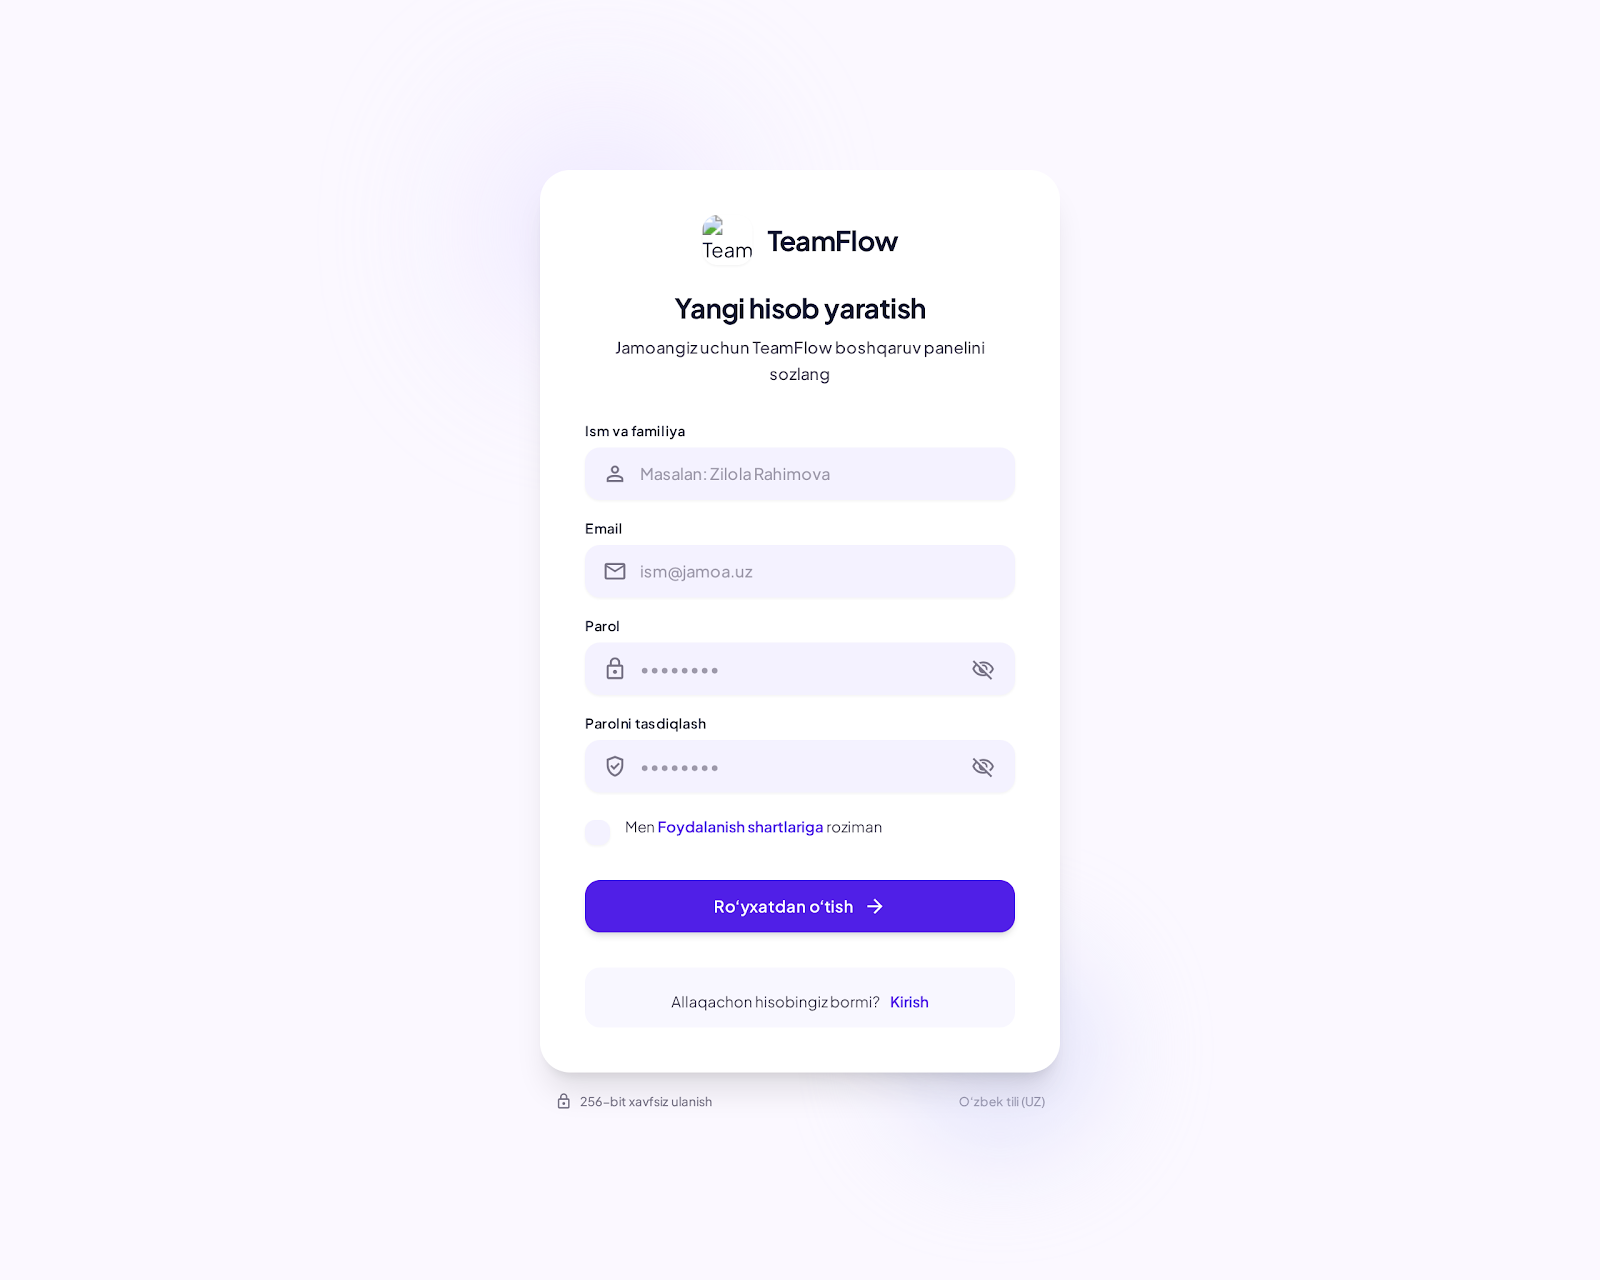 Team
TeamFlow
Yangi hisob yaratish
Jamoangiz uchun TeamFlow boshqaruv panelini
sozlang
Ism va familiya
Masalan: Zilola Rahimova
Email
ism@jamoa.uz
Parol
••••••••
Parolni tasdiqlash
••••••••
Men Foydalanish shartlariga roziman
Ro‘yxatdan o‘tish
Allaqachon hisobingiz bormi? Kirish
256-bit xavfsiz ulanish
O‘zbek tili (UZ)